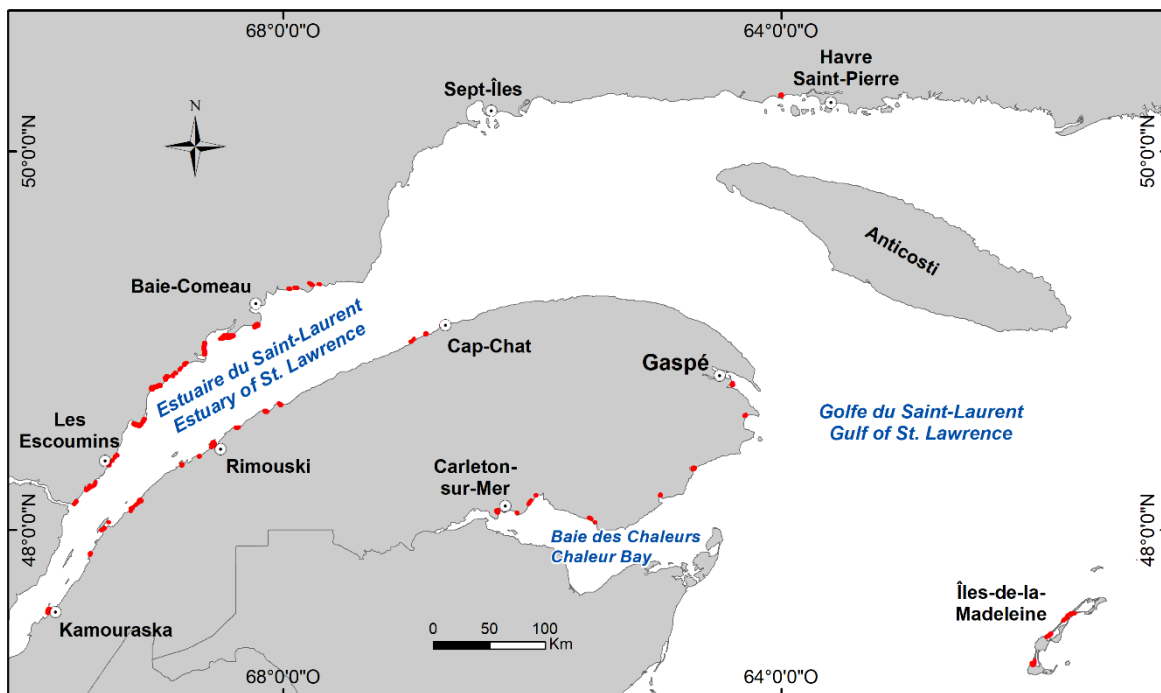 68°0'0"O
64°0'0"O
Havre
Saint-Pierre
Sept-Îles
N
50°0'0"N
50°0'0"N
Anticosti
Baie-Comeau
Estuaire du Saint-Laurent
Estuary of St. Lawrence
Cap-Chat
Gaspé
Golfe du Saint-Laurent
Gulf of St. Lawrence
Les
Escoumins
Rimouski
Carleton-
sur-Mer
48°0'0"N
48°0'0"N
Baie des Chaleurs
Chaleur Bay
Îles-de-la-
Madeleine
Kamouraska
0 50 100
Km
68°0'0"O
64°0'0"O